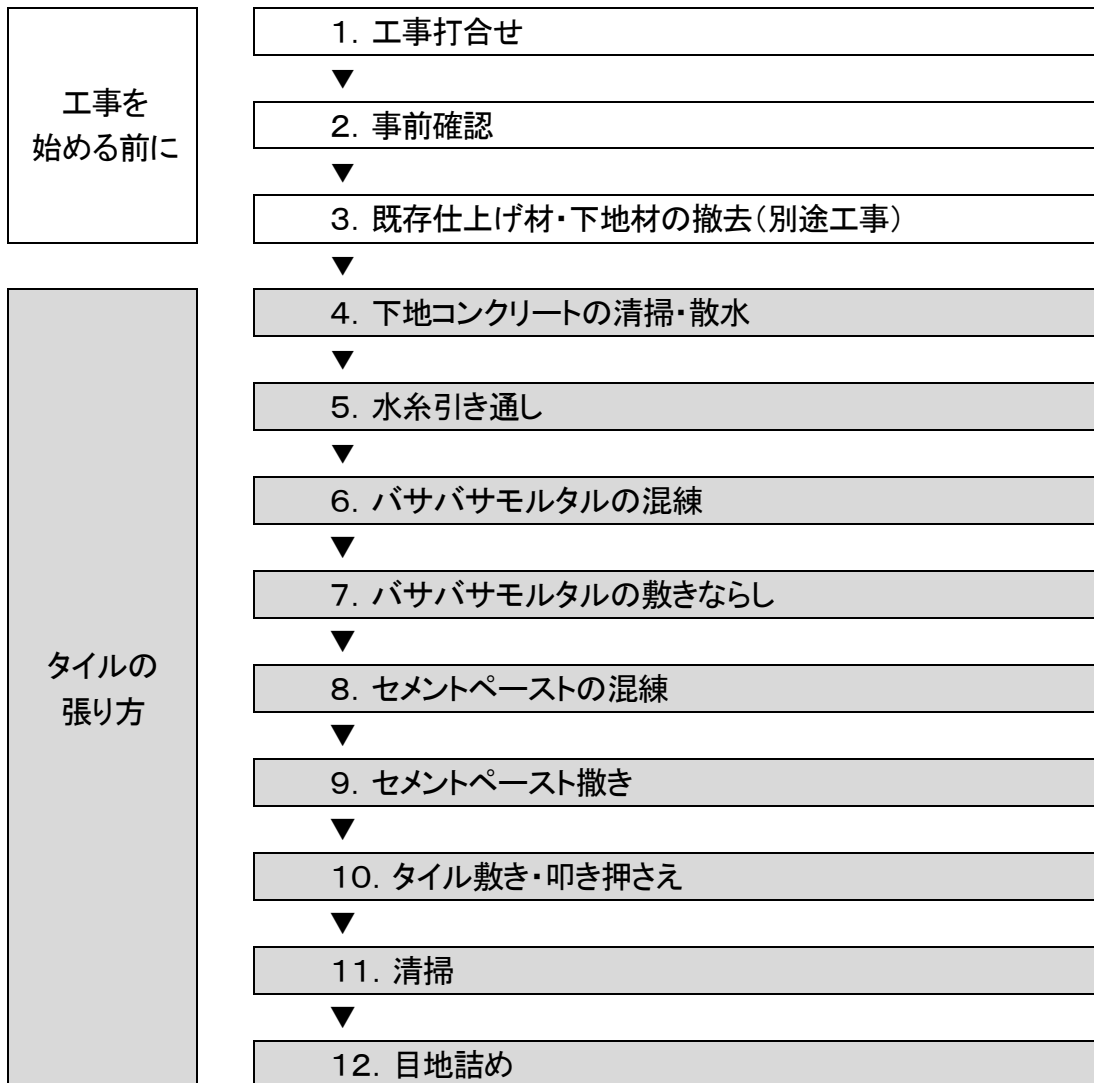 工事を
始める前に
1. 工事打合せ
▼
2. 事前確認
▼
3. 既存仕上げ材・下地材の撤去(別途工事)
▼
タイルの
張り方
4. 下地コンクリートの清掃・散水
▼
5. 水糸引き通し
▼
6. バサバサモルタルの混練
▼
7. バサバサモルタルの敷きならし
▼
8. セメントペーストの混練
▼
9. セメントペースト撒き
▼
10. タイル敷き・叩き押さえ
▼
11. 清掃
▼
12. 目地詰め